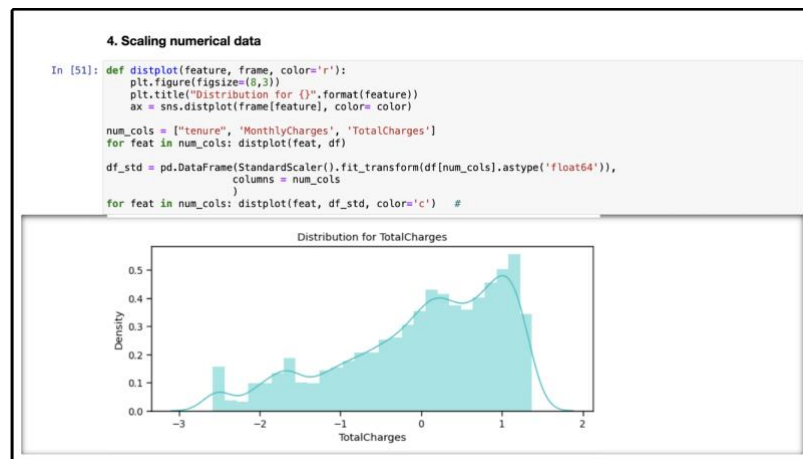 4. Scaling numerical data
In [51]: def distplot(feature, frame, color='r'):
    plt.figure(figsize=(8,3))
    plt.title("Distribution for {}".format(feature))
    ax = sns.distplot(frame[feature], color= color)
num_cols = ["tenure", 'MonthlyCharges', 'TotalCharges']
for feat in num_cols: distplot(feat, df)
df_std = pd.DataFrame(StandardScaler().fit_transform(df[num_cols].astype('float64')),
                      columns = num_cols
                      )
for feat in num_cols: distplot(feat, df_std, color='c')   #
Distribution for TotalCharges
0.5
0.4
0.3
0.2
0.1
0.0
Density
−3 −2 −1 0 1 2
TotalCharges